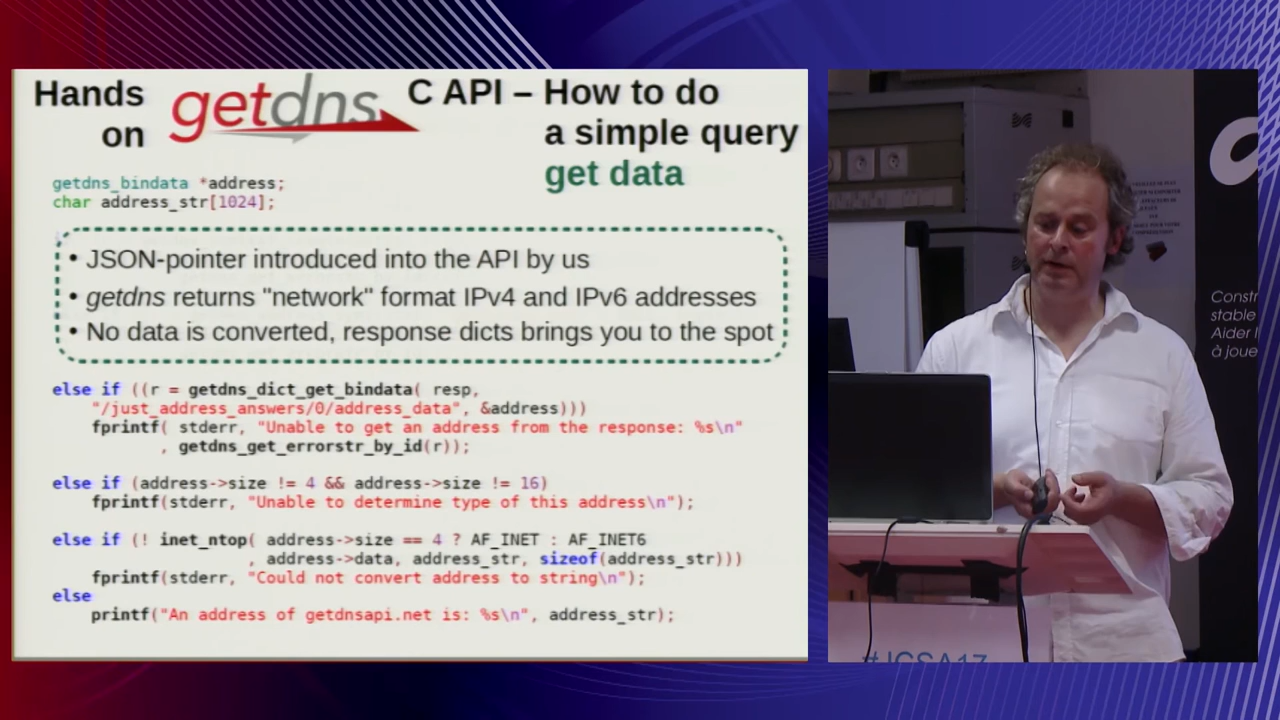 Hands
on
getdns
C API – How to do
a simple query
get data
getdns_bindata *address;
char address_str[1024];
• JSON-pointer introduced into the API by us
• getdns returns "network" format IPv4 and IPv6 addresses
• No data is converted, response dicts brings you to the spot
else if ((r = getdns_dict_get_bindata( resp,
"/just_address_answers/0/address_data", &address)))
fprintf( stderr, "Unable to get an address from the response: %s\n"
, getdns_get_errorstr_by_id(r));
else if (address->size != 4 && address->size != 16)
fprintf(stderr, "Unable to determine type of this address\n");
else if (! inet_ntop( address->size == 4 ? AF_INET : AF_INET6
, address->data, address_str, sizeof(address_str)))
fprintf(stderr, "Could not convert address to string\n");
else
printf("An address of getdnsapi.net is: %s\n", address_str);
Constr
stable
Aider l
à joue
#JCSA17